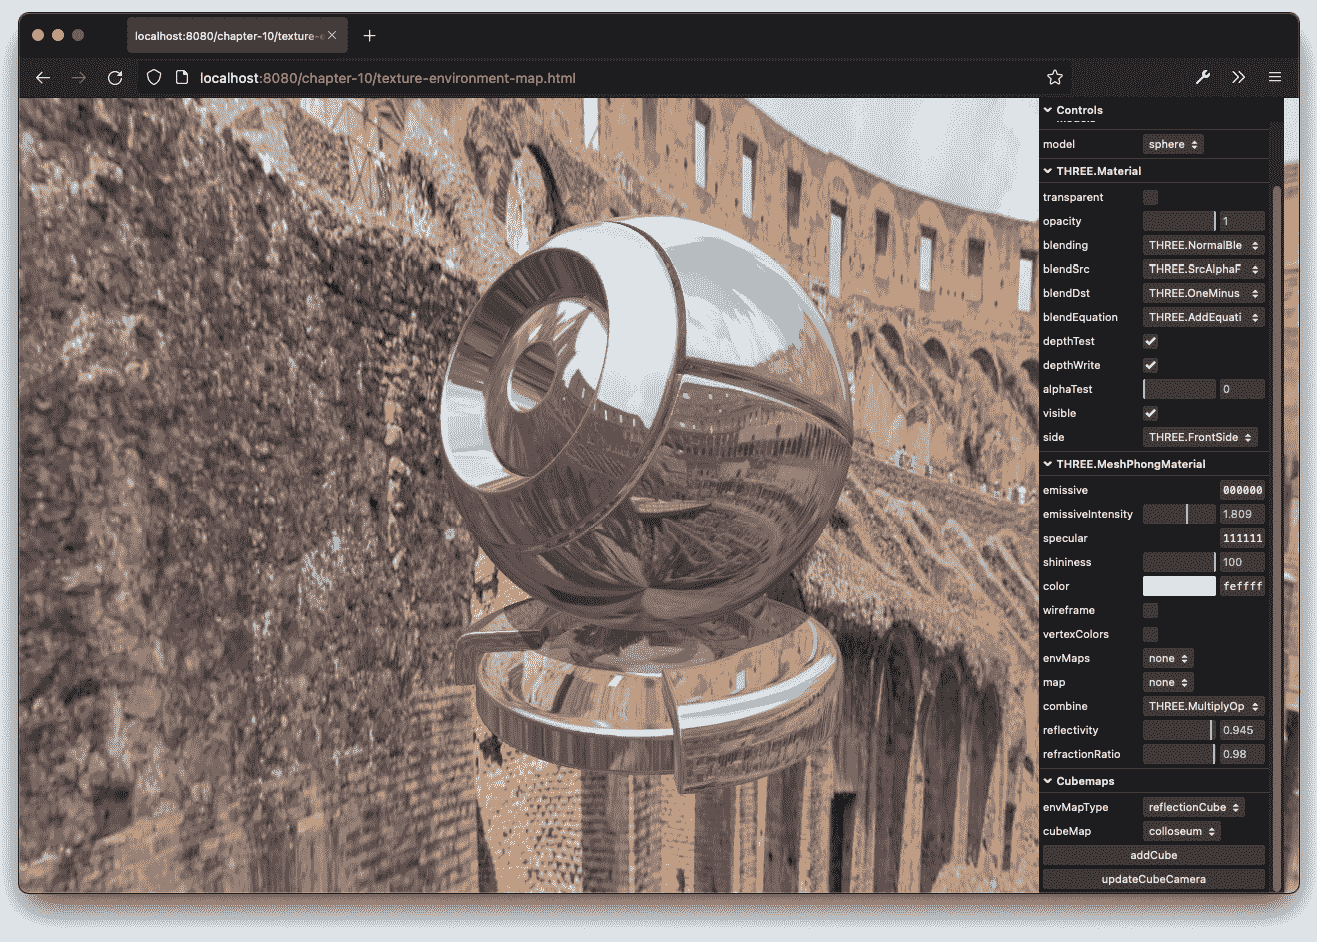 localhost:8080/chapter-10/texture-e
localhost:8080/chapter-10/texture-environment-map.html
Controls
model sphere
THREE.Material
transparent
opacity 1
blending THREE.NormalBle
blendSrc THREE.SrcAlphaF
blendDst THREE.OneMinus
blendEquation THREE.AddEquati
depthTest
depthWrite
alphaTest 0
visible
side THREE.FrontSide
THREE.MeshPhongMaterial
emissive 000000
emissiveIntensity 1.809
specular 111111
shininess 100
color feffff
wireframe
vertexColors
envMaps none
map none
combine THREE.MultiplyOp
reflectivity 0.945
refractionRatio 0.98
Cubemaps
envMapType reflectionCube
cubeMap colloseum
addCube
updateCubeCamera